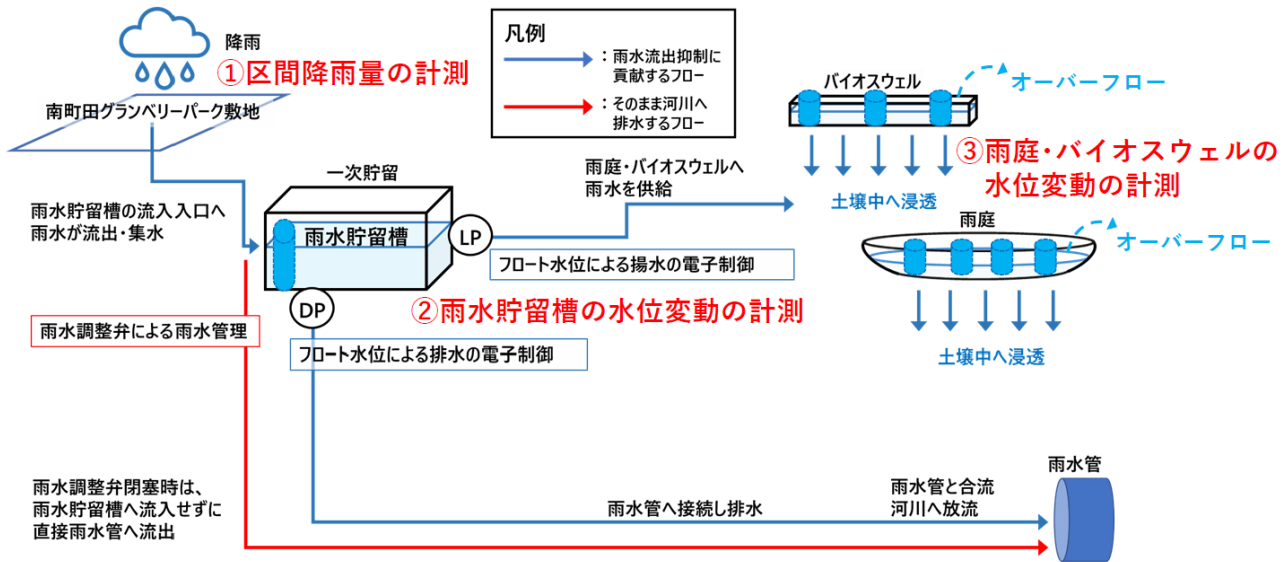 降雨
①区間降雨量の計測
南町田グランベリーパーク敷地
凡例
：雨水流出抑制に
貢献するフロー
：そのまま河川へ
排水するフロー
バイオスウェル
オーバーフロー
③雨庭・バイオスウェルの
水位変動の計測
土壌中へ浸透
雨庭
オーバーフロー
土壌中へ浸透
雨庭・バイオスウェルへ
雨水を供給
一次貯留
雨水貯留槽
LP
フロート水位による揚水の電子制御
雨水貯留槽の流入入口へ
雨水が流出・集水
DP
②雨水貯留槽の水位変動の計測
雨水調整弁による雨水管理
フロート水位による排水の電子制御
雨水調整弁閉塞時は、
雨水貯留槽へ流入せずに
直接雨水管へ流出
雨水管へ接続し排水
雨水管と合流
河川へ放流
雨水管